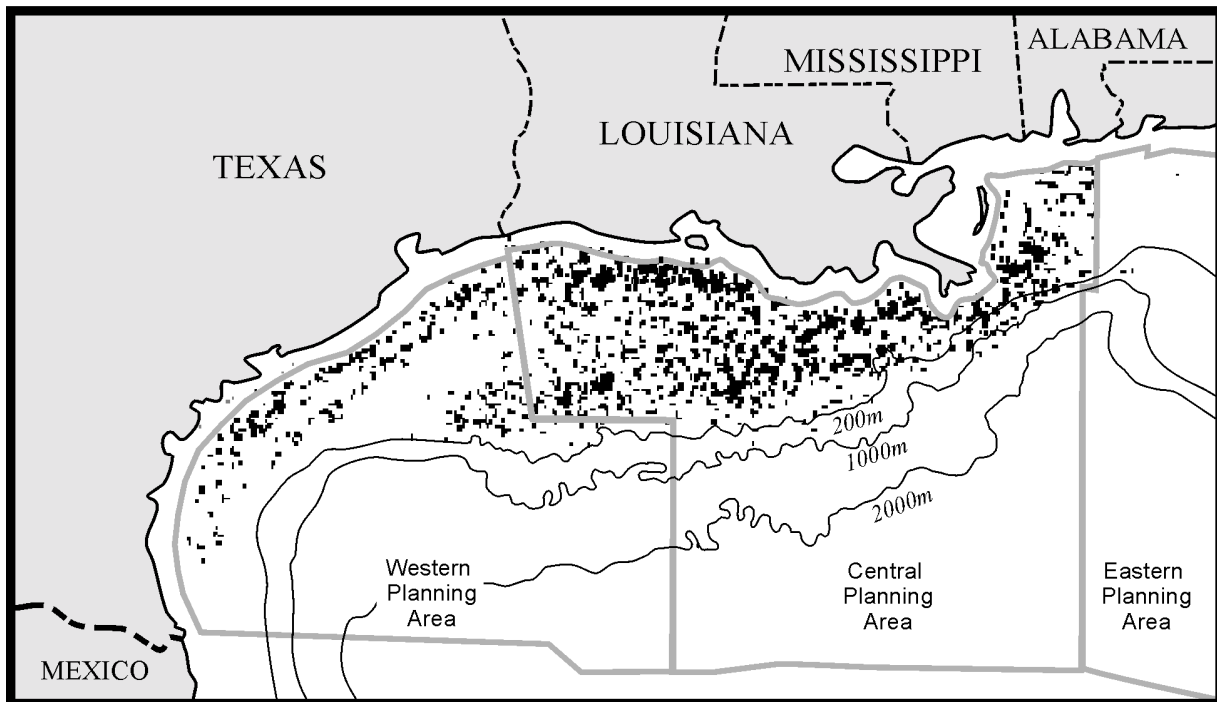 ALABAMA
MISSISSIPPI
LOUISIANA
TEXAS
200m
1000m
2000m
Western
Planning
Area
Central
Planning
Area
Eastern
Planning
Area
MEXICO